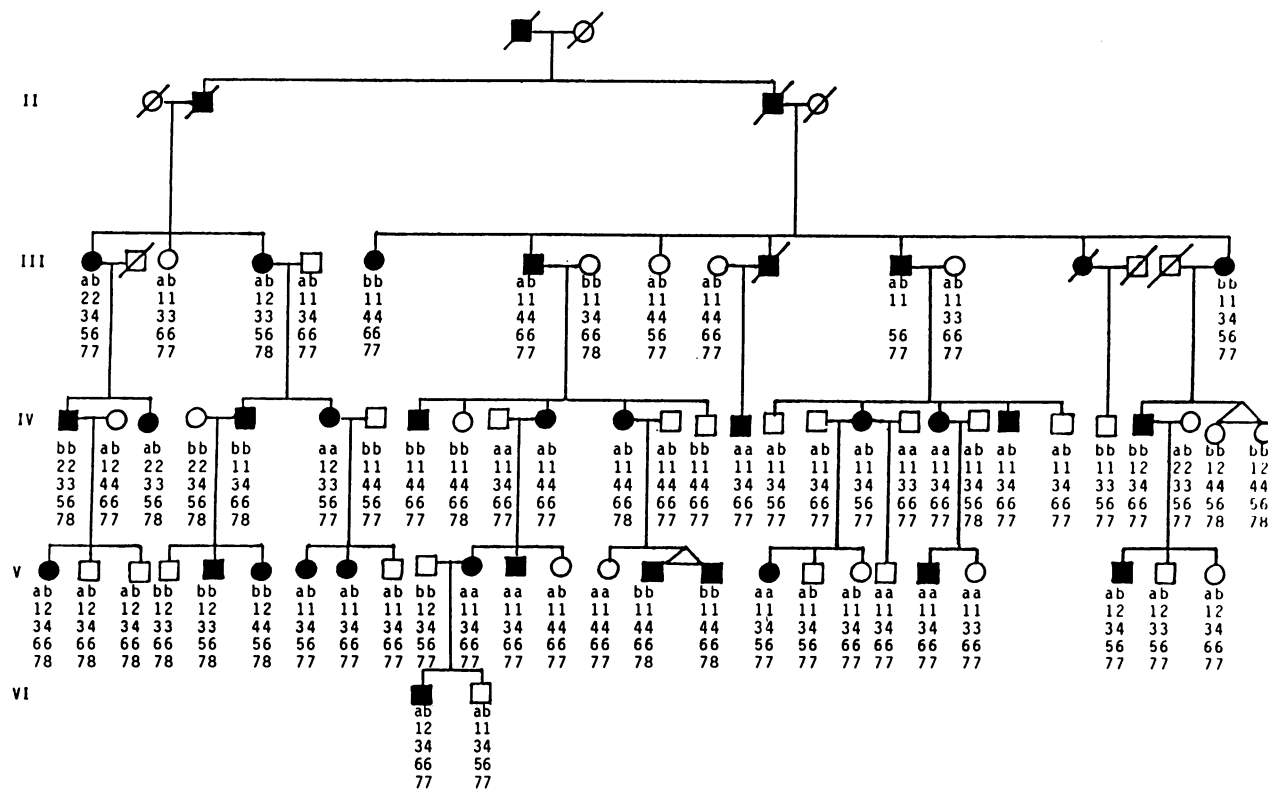 II
III
ab ab ab ab bb ab bb ab ab ab ab bb
22 11 12 11 11 11 11 11 11 11 11 11
34 33 33 34 44 44 34 44 44 33 34
56 66 56 66 66 66 66 56 66 56 66 56
77 77 78 77 77 77 78 77 77 77 77 77
IV
bb ab ab bb bb aa bb bb bb aa ab ab ab bb aa ab ab ab aa aa ab ab ab bb bb ab bb bb
22 12 22 22 11 12 11 11 11 11 11 11 11 11 11 11 11 11 11 11 11 11 11 11 12 22 12 12
33 44 33 34 34 33 44 44 44 34 44 44 44 44 34 34 34 34 33 34 34 34 34 33 34 33 44 44
56 66 56 56 66 56 56 66 66 66 66 66 66 66 66 56 66 56 66 66 56 66 66 56 66 56 56 56
78 77 78 78 78 77 77 77 78 77 77 78 77 77 77 77 77 77 77 77 78 77 77 77 77 77 78 78
V
ab ab ab bb bb bb ab ab ab bb aa aa ab aa bb bb aa ab ab aa aa aa ab ab ab
12 12 12 12 12 12 11 11 11 12 11 11 11 11 11 11 11 11 11 11 11 11 12 12 12
34 34 34 33 33 44 34 34 34 34 34 34 44 44 44 44 34 34 34 34 34 33 34 33 34
66 66 66 66 56 56 56 66 56 56 66 66 66 66 66 66 56 66 66 66 66 66 56 56 66
78 78 78 78 78 78 77 77 77 77 77 77 77 77 78 78 77 77 77 77 77 77 77 77 77
VI
ab ab
12 11
34 34
66 56
77 77